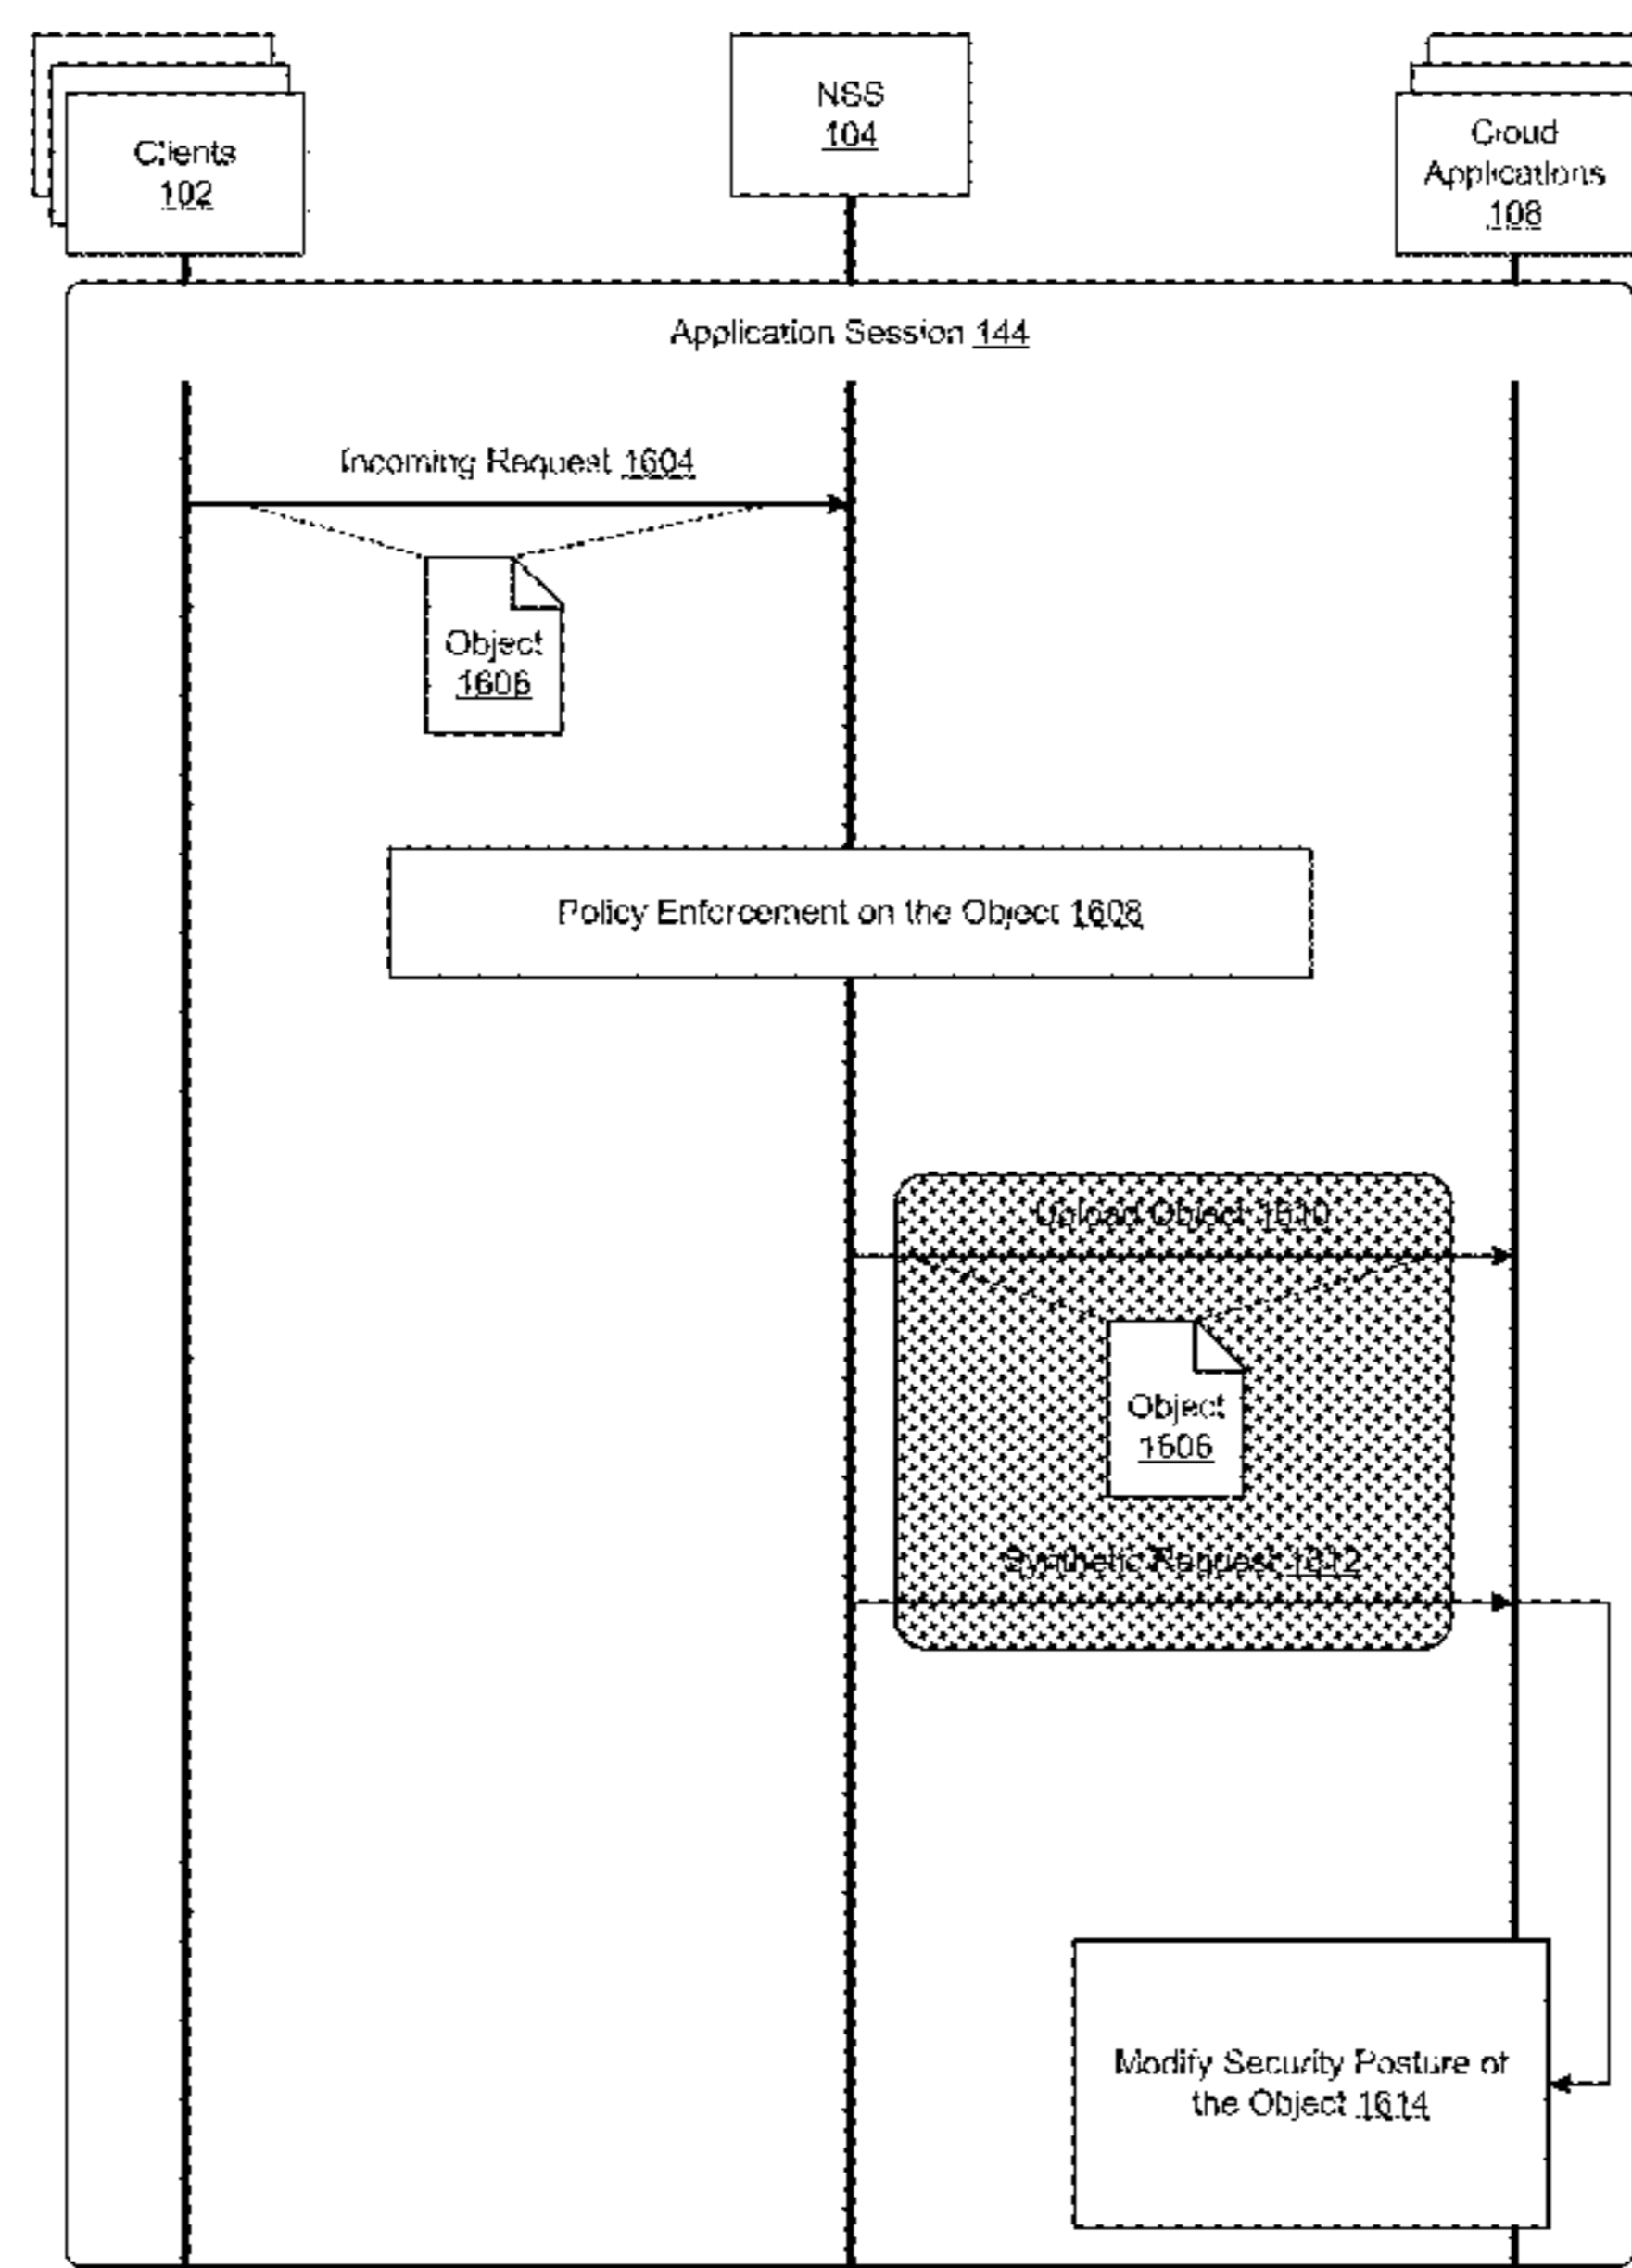 Clients
102
NSS
104
Cloud
Applications
108
Application Session 144
Incoming Request 1604
Object
1606
Policy Enforcement on the Object 1608
Upload Object 1610
Object
1606
Synthetic Request 1612
Modify Security Posture of
the Object 1614